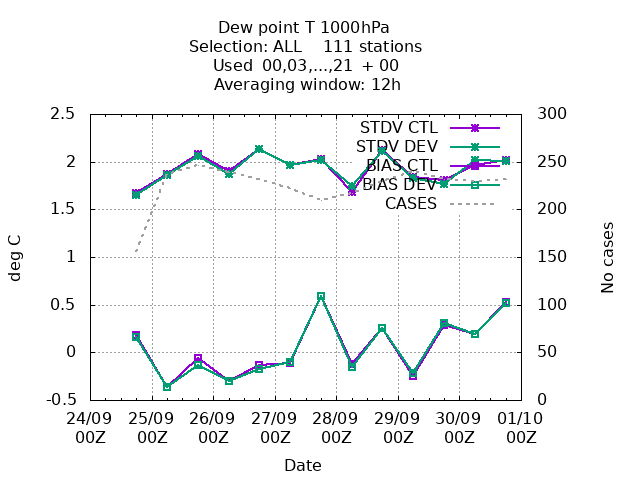 Dew point T 1000hPa
Selection: ALL 111 stations
Used 00,03,...,21 + 00
Averaging window: 12h
2.5
2
1.5
1
0.5
0
-0.5
deg C
300
250
200
150
100
50
0
No cases
STDV CTL
STDV DEV
BIAS CTL
BIAS DEV
CASES
24/09 25/09 26/09 27/09 28/09 29/09 30/09 01/10
00Z 00Z 00Z 00Z 00Z 00Z 00Z 00Z
Date